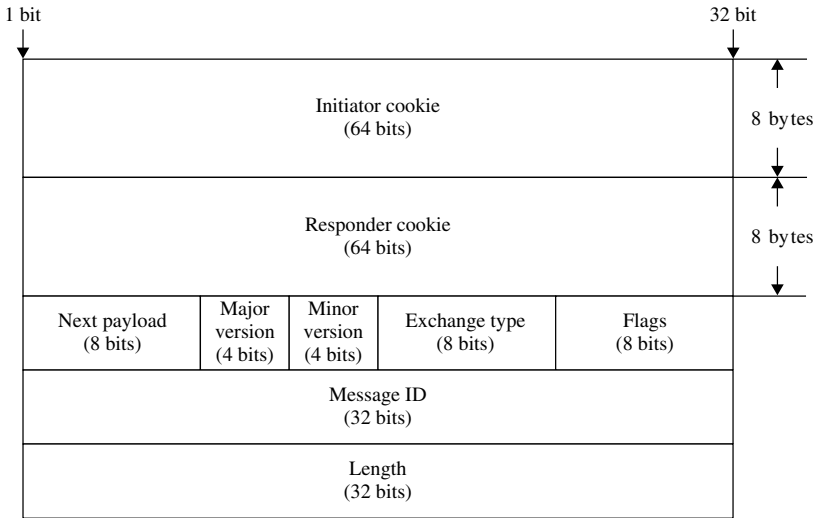 1 bit
32 bit
Initiator cookie
(64 bits)
8 bytes
Responder cookie
(64 bits)
8 bytes
Next payload
(8 bits)
Major
version
(4 bits)
Minor
version
(4 bits)
Exchange type
(8 bits)
Flags
(8 bits)
Message ID
(32 bits)
Length
(32 bits)